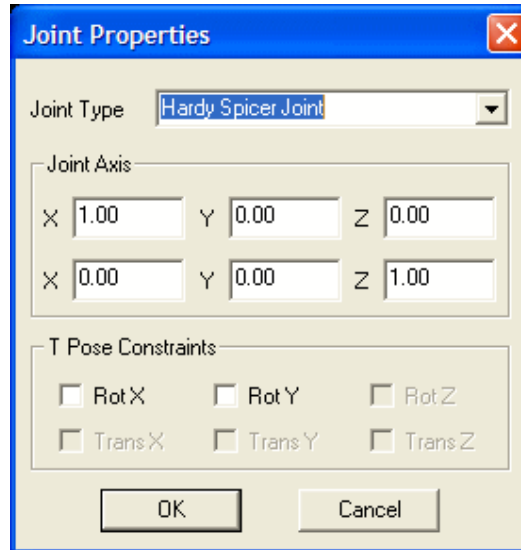 Joint Properties
Joint Type Hardy Spicer Joint
Joint Axis
X 1.00 Y 0.00 Z 0.00
X 0.00 Y 0.00 Z 1.00
T Pose Constraints
Rot X Rot Y Rot Z
Trans X Trans Y Trans Z
OK Cancel